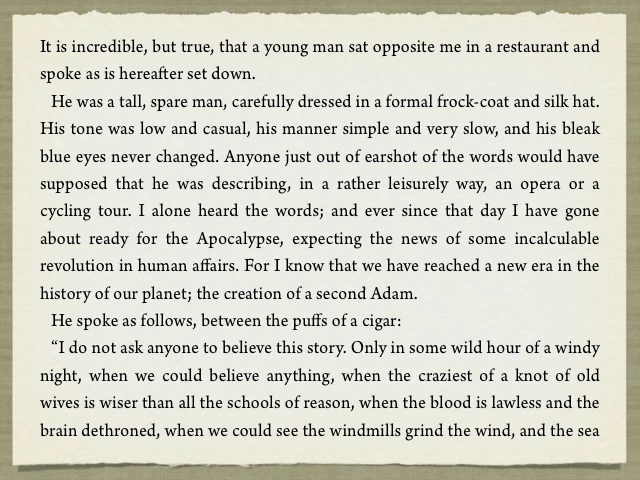 It is incredible, but true, that a young man sat opposite me in a restaurant and
spoke as is hereafter set down.
He was a tall, spare man, carefully dressed in a formal frock-coat and silk hat.
His tone was low and casual, his manner simple and very slow, and his bleak
blue eyes never changed. Anyone just out of earshot of the words would have
supposed that he was describing, in a rather leisurely way, an opera or a
cycling tour. I alone heard the words; and ever since that day I have gone
about ready for the Apocalypse, expecting the news of some incalculable
revolution in human affairs. For I know that we have reached a new era in the
history of our planet; the creation of a second Adam.
He spoke as follows, between the puffs of a cigar:
“I do not ask anyone to believe this story. Only in some wild hour of a windy
night, when we could believe anything, when the craziest of a knot of old
wives is wiser than all the schools of reason, when the blood is lawless and the
brain dethroned, when we could see the windmills grind the wind, and the sea